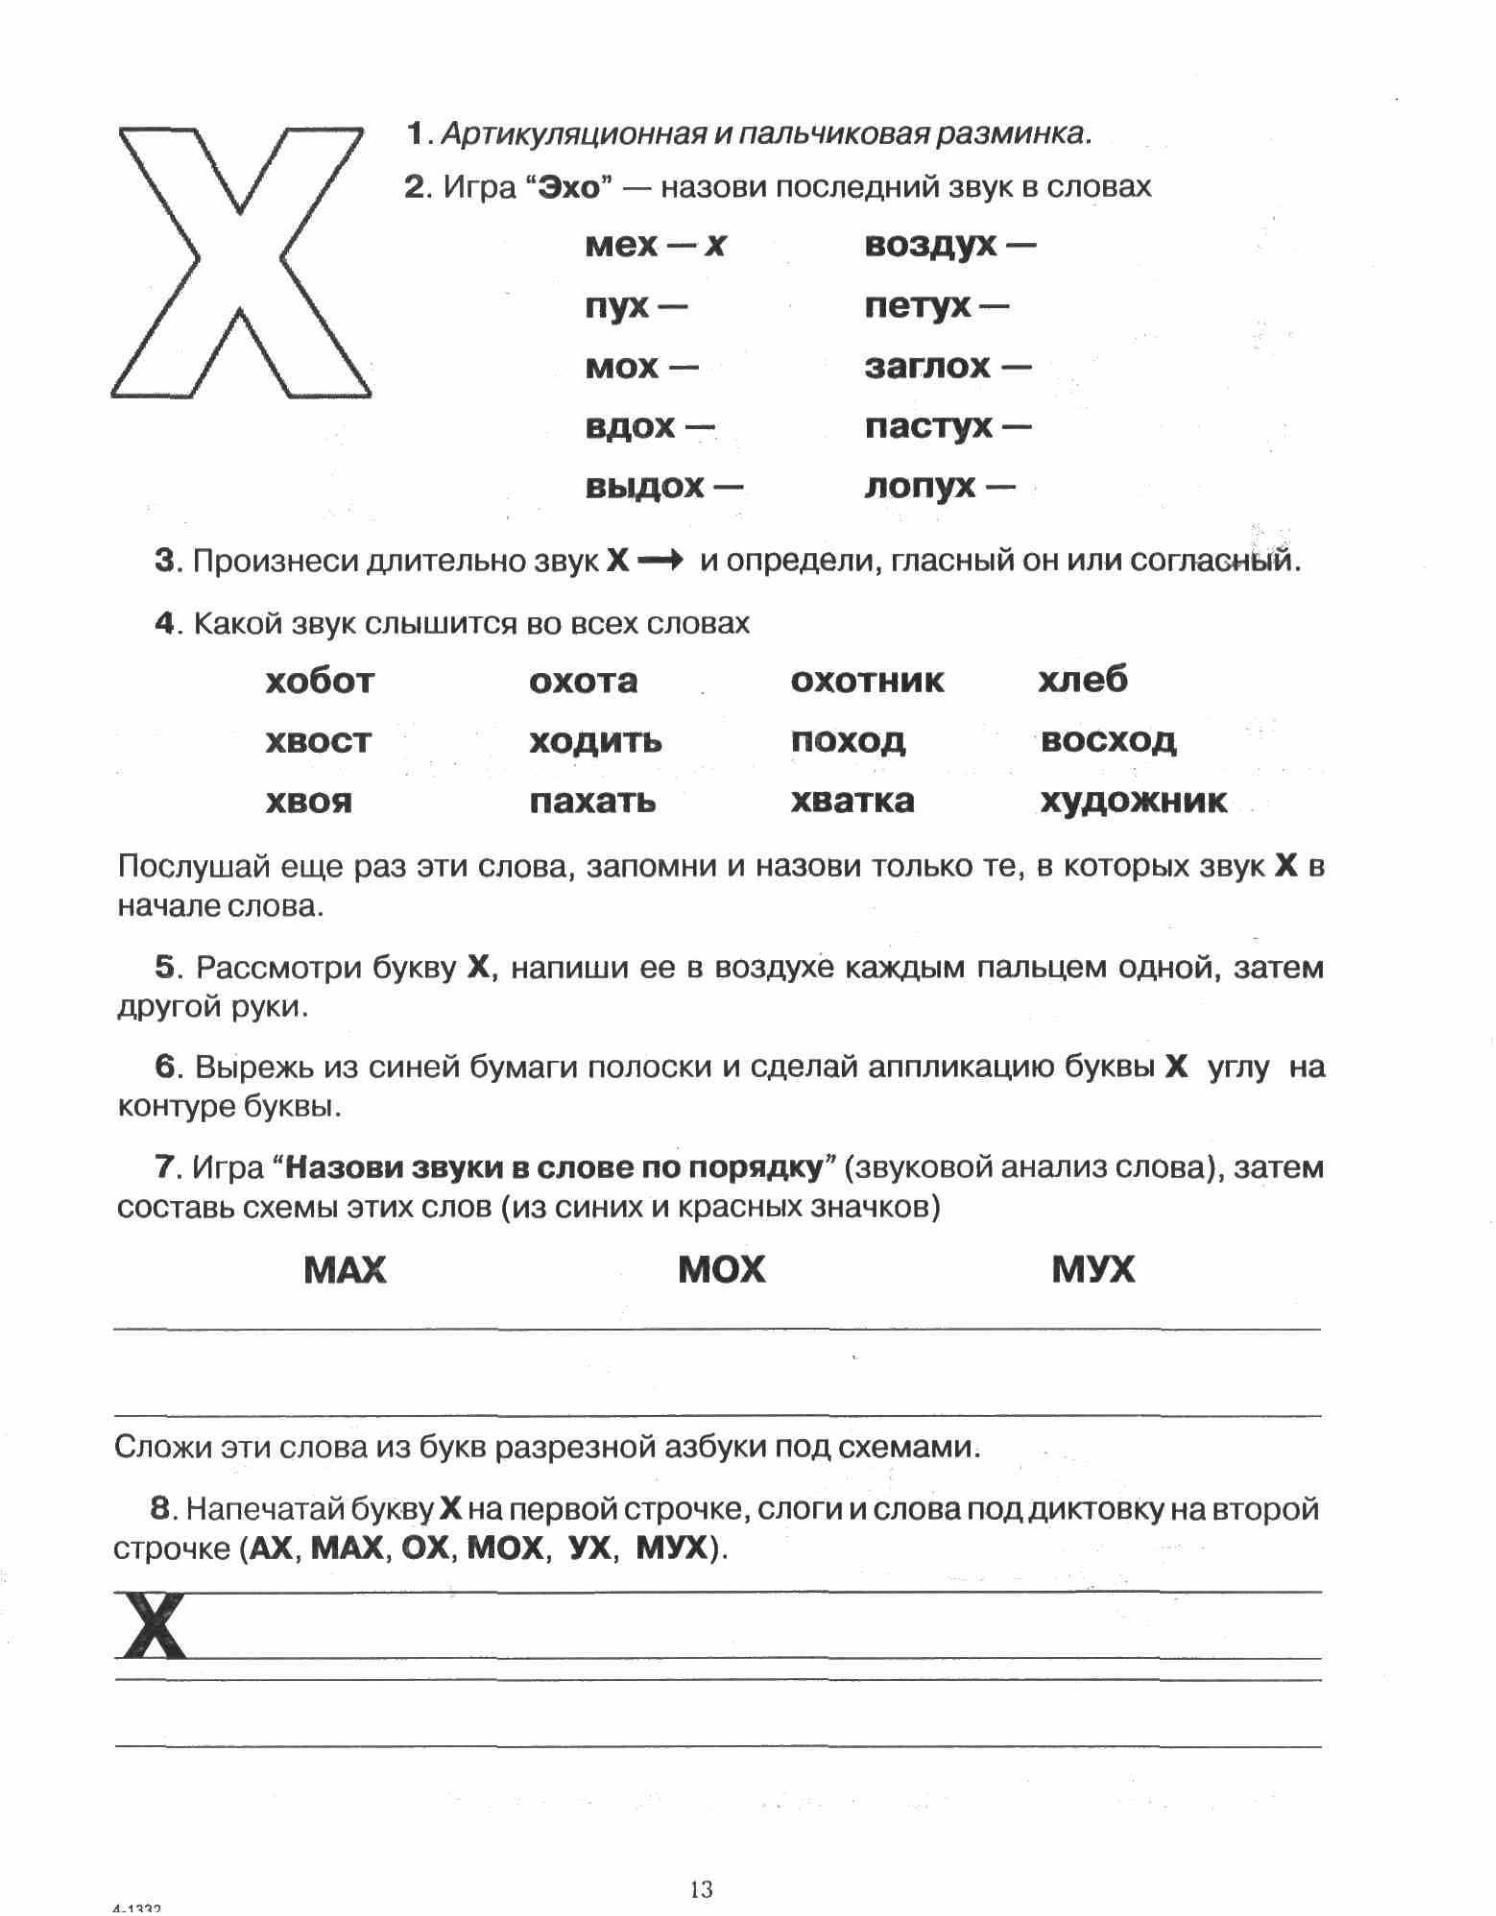 Х
1. Артикуляционная и пальчиковая разминка.
2. Игра "Эхо" — назови последний звук в словах
мех — х воздух —
пух — петух —
мох — заглох —
вдох — пастух —
выдох — лопух —
3. Произнеси длительно звук Х → и определи, гласный он или согласный.
4. Какой звук слышится во всех словах
хобот охота охотник хлеб
хвост ходить поход восход
хвоя пахать хватка художник
Послушай еще раз эти слова, запомни и назови только те, в которых звук Х в
начале слова.
5. Рассмотри букву Х, напиши ее в воздухе каждым пальцем одной, затем
другой руки.
6. Вырежь из синей бумаги полоски и сделай аппликацию буквы Х углу на
контуре буквы.
7. Игра "Назови звуки в слове по порядку" (звуковой анализ слова), затем
составь схемы этих слов (из синих и красных значков)
МАХ МОХ МУХ
Сложи эти слова из букв разрезной азбуки под схемами.
8. Напечатай букву Х на первой строчке, слоги и слова под диктовку на второй
строчке (АХ, МАХ, ОХ, МОХ, УХ, МУХ).
Х
13
4-1332